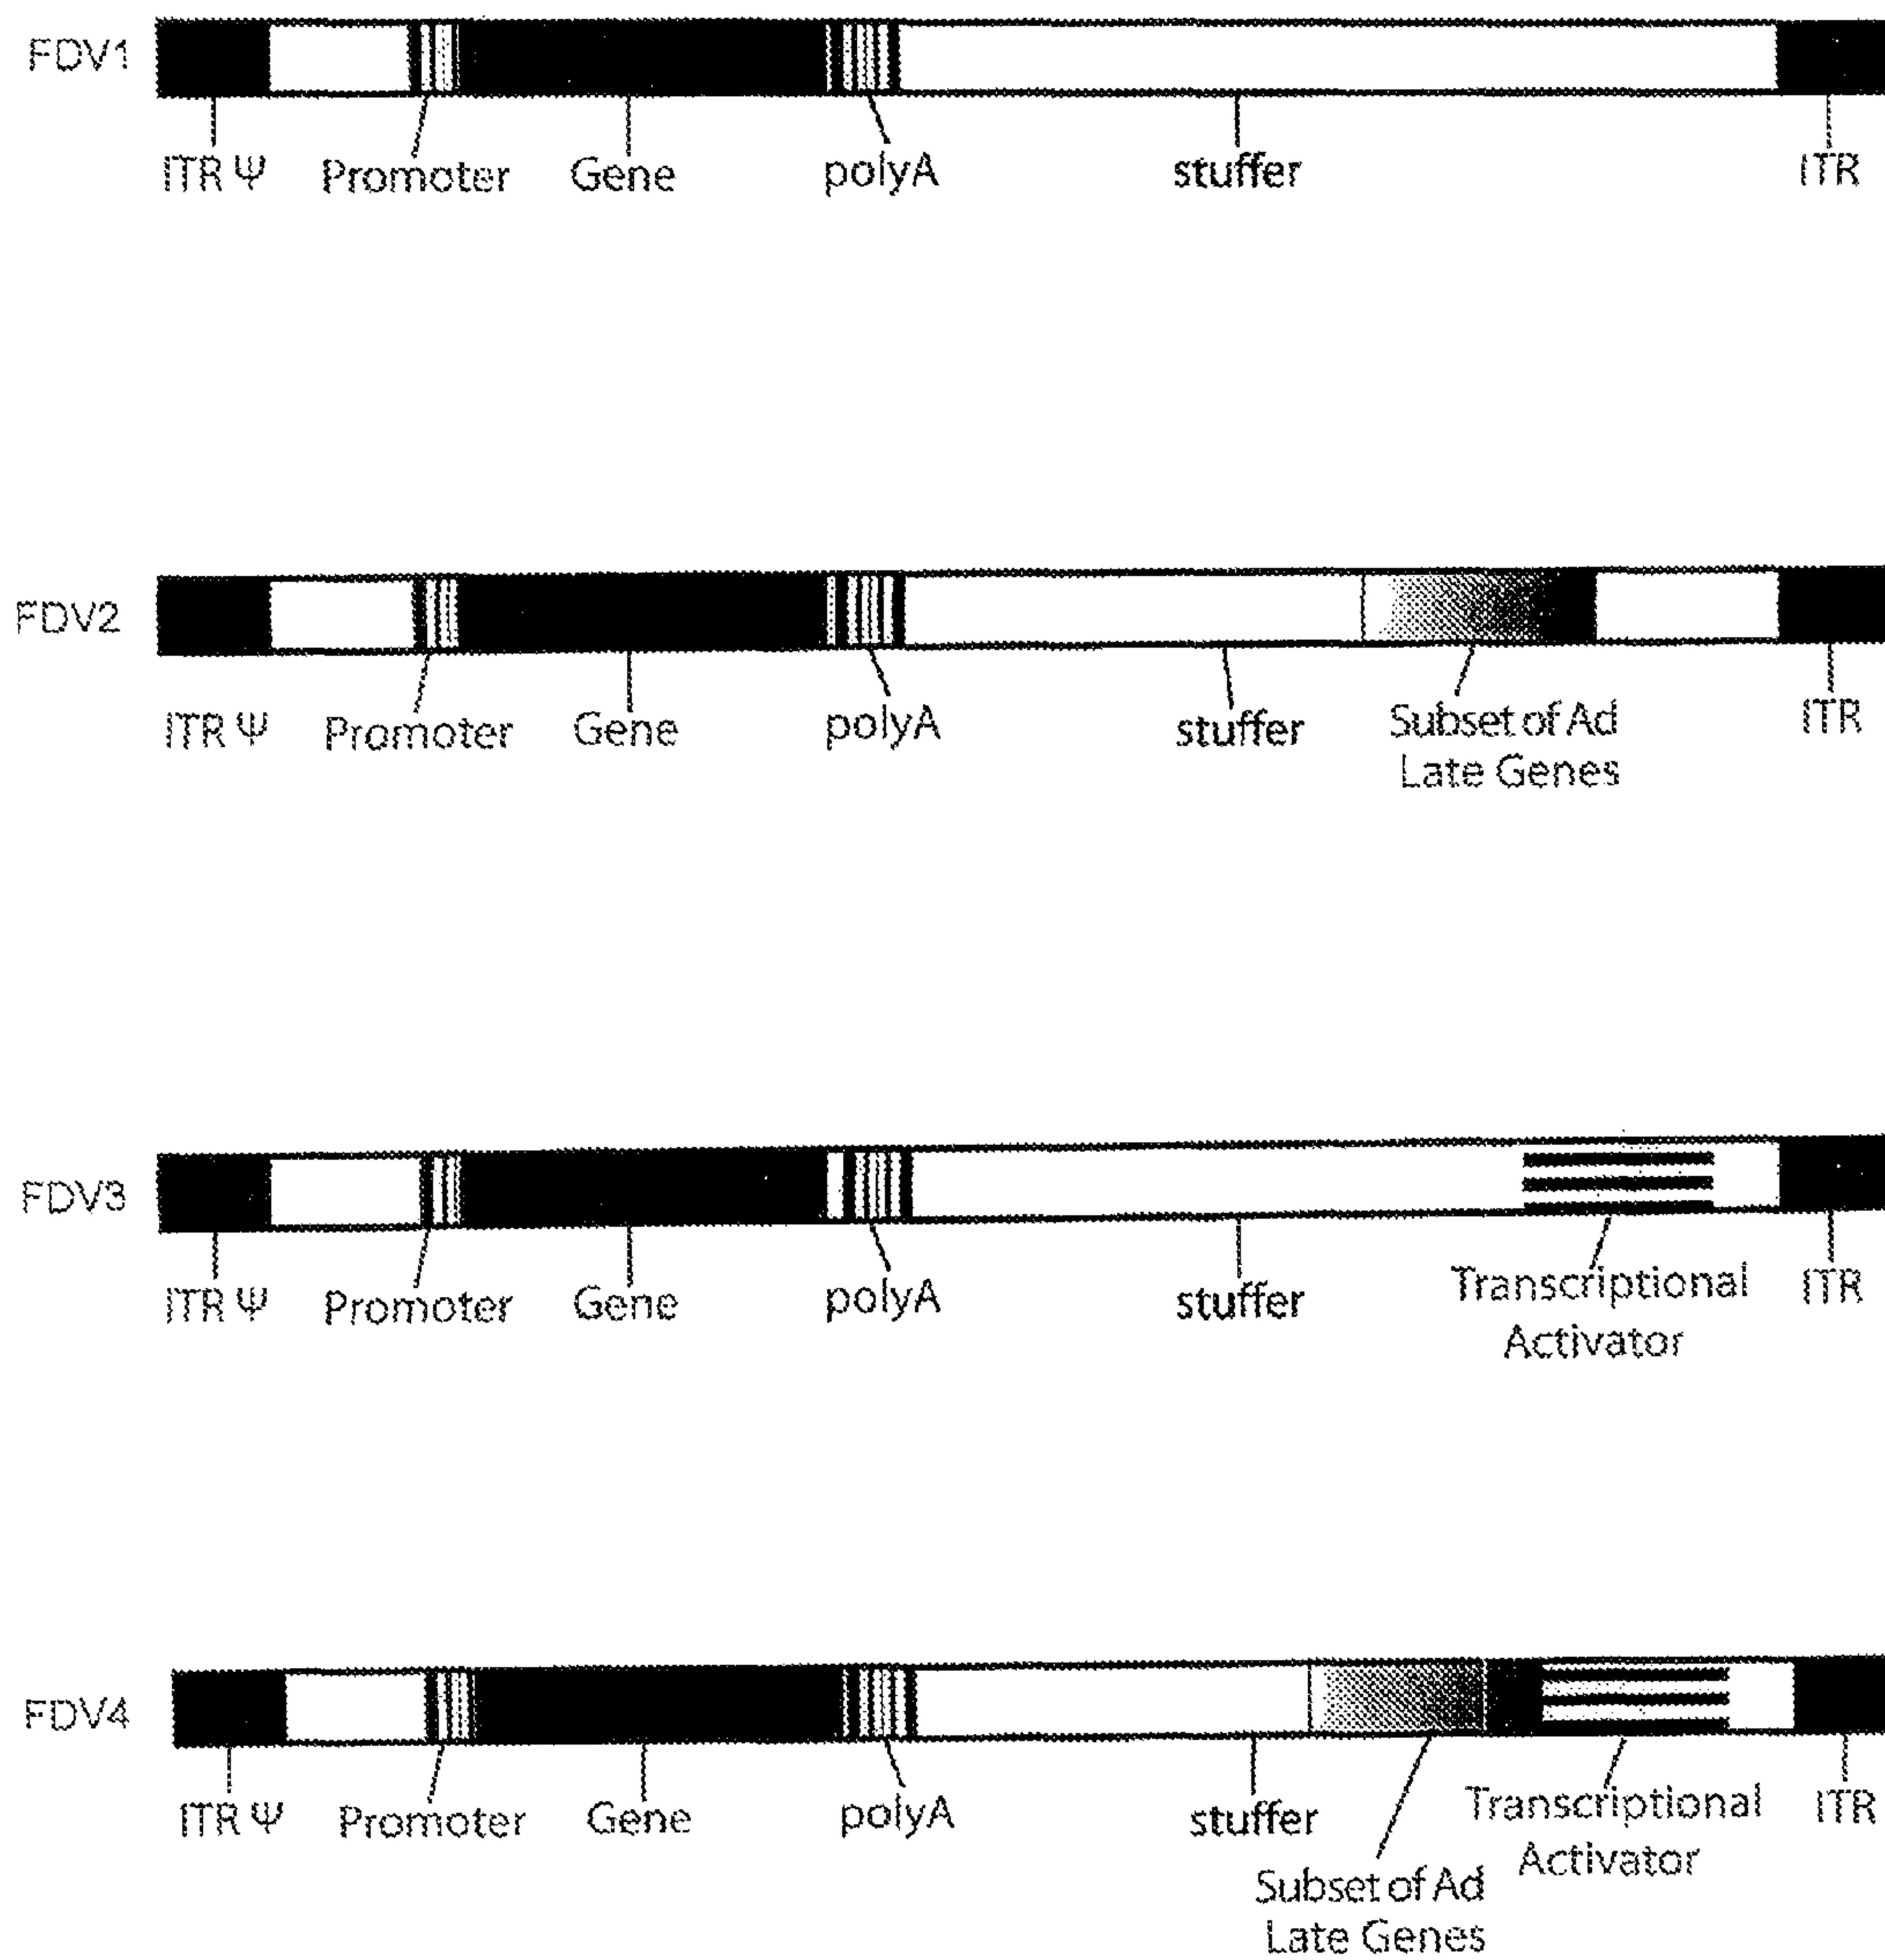 FDV1
ITR Ψ Promoter Gene polyA stuffer ITR
FDV2
ITR Ψ Promoter Gene polyA stuffer Subset of Ad ITR
Late Genes
FDV3
ITR Ψ Promoter Gene polyA stuffer Transcriptional ITR
Activator
FDV4
ITR Ψ Promoter Gene polyA stuffer Transcriptional ITR
Activator
Subset of Ad
Late Genes